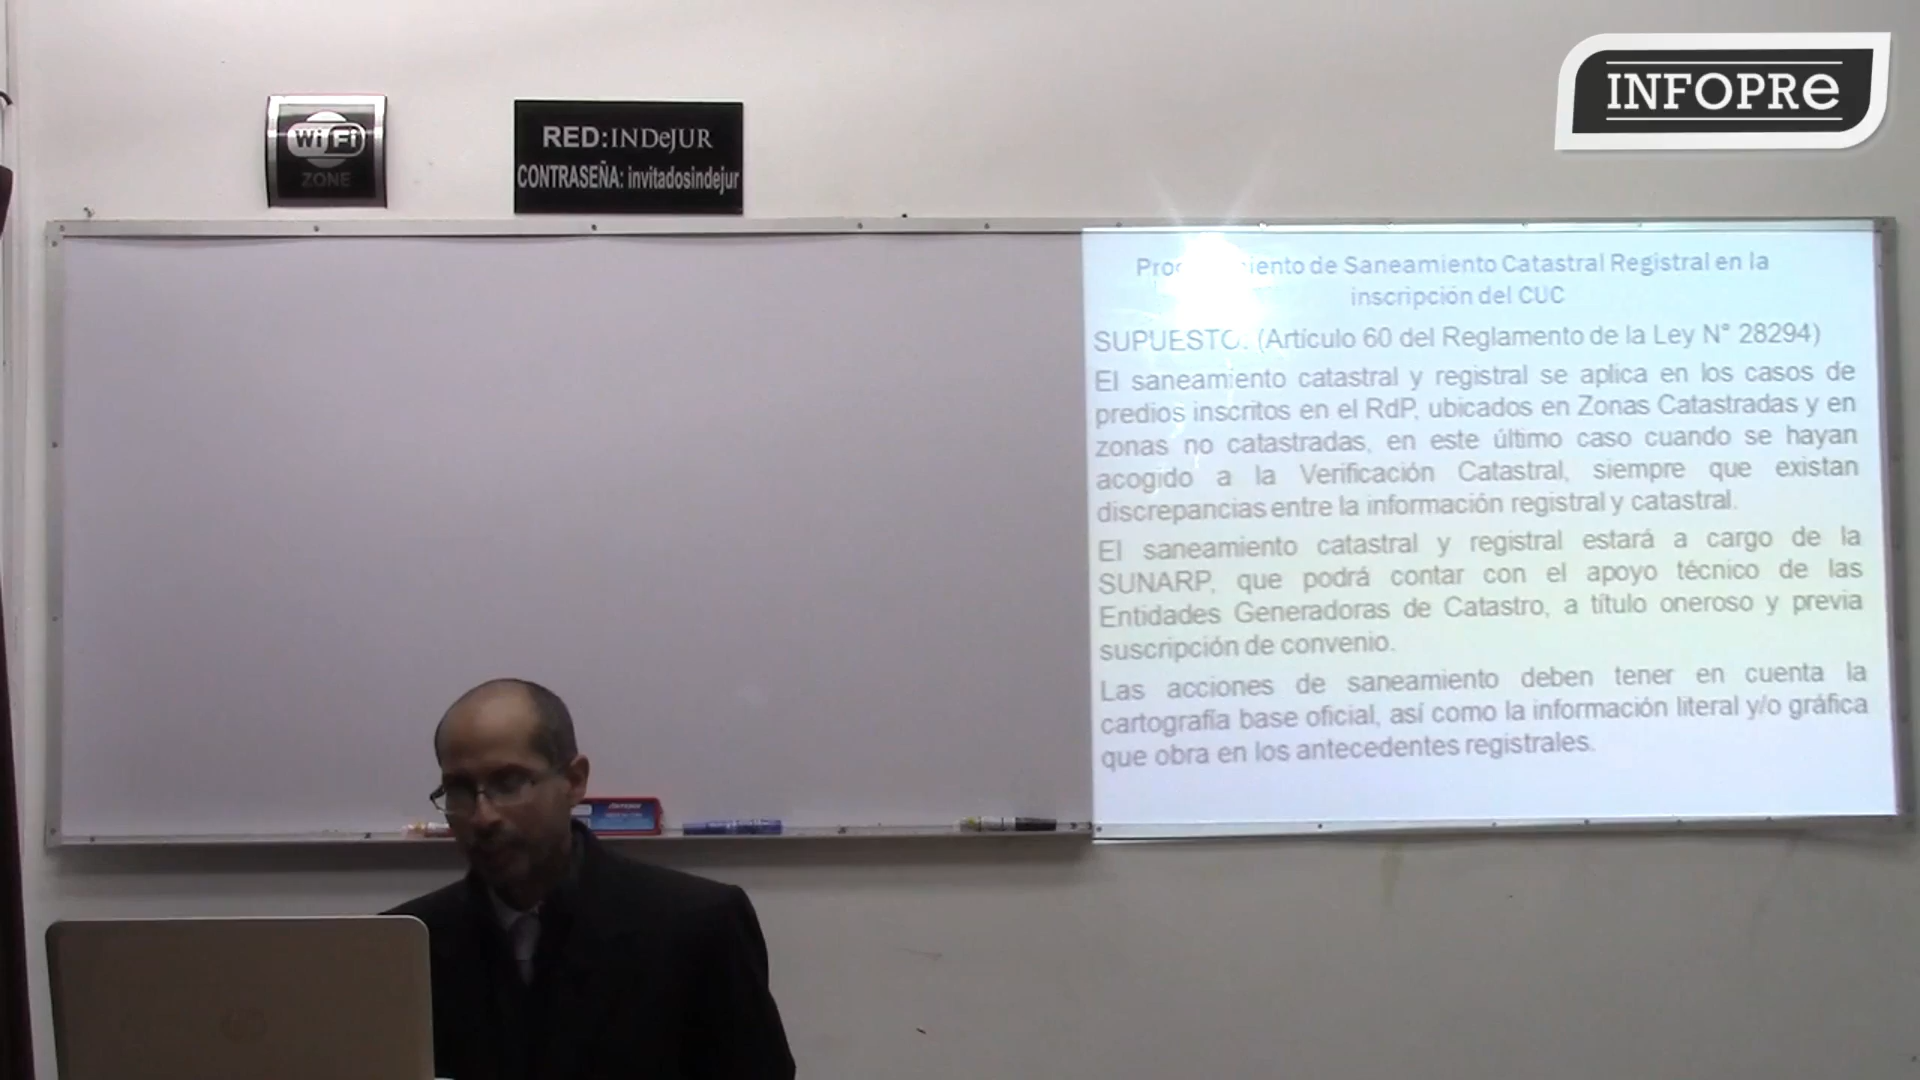 INFOPRe
WiFi
ZONE
RED:INDeJUR
CONTRASEÑA: invitadosindejur
de Saneamiento Catastral Registral en la
inscripción del CUC
SUPUESTO. (Artículo 60 del Reglamento de la Ley N° 28294)
El saneamiento catastral y registral se aplica en los casos de
predios inscritos en el RdP, ubicados en Zonas Catastradas y en
zonas no catastradas, en este último caso cuando se hayan
acogido a la Verificación Catastral, siempre que existan
discrepancias entre la información registral y catastral.
El saneamiento catastral y registral estará a cargo de la
SUNARP, que podrá contar con el apoyo técnico de las
Entidades Generadoras de Catastro, a título oneroso y previa
suscripción de convenio.
Las acciones de saneamiento deben tener en cuenta la
cartografía base oficial, así como la información literal y/o gráfica
que obra en los antecedentes registrales.